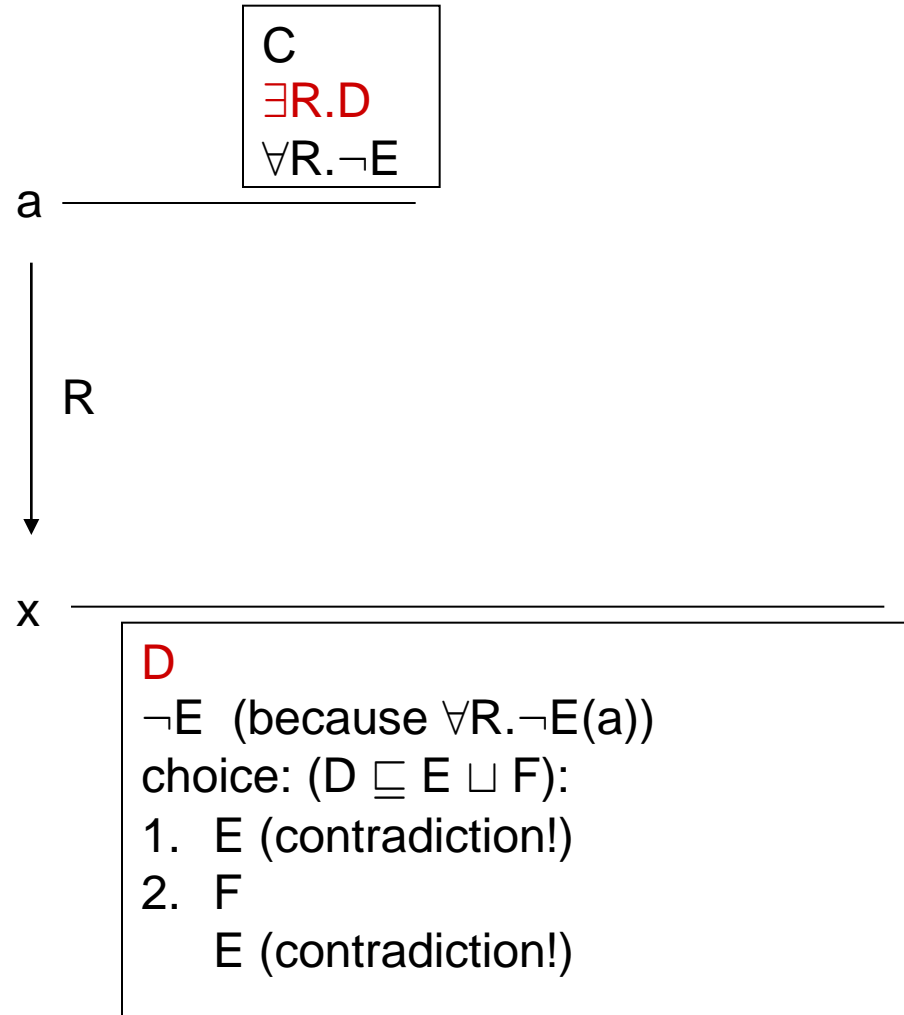 C
∃R.D
∀R.¬E
a
R
x
D
¬E (because ∀R.¬E(a))
choice: (D ⊑ E ⊔ F):
1. E (contradiction!)
2. F
E (contradiction!)